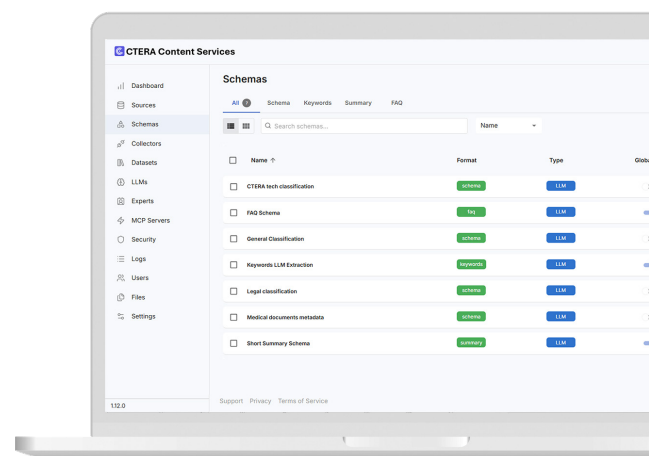 CTERA Content Services
Dashboard
Sources
Schemas
Collectors
Datasets
LLMs
Experts
MCP Servers
Security
Logs
Users
Files
Settings
1.12.0
Schemas
All 7 Schema Keywords Summary FAQ
Search schemas... Name
Name ↑ Format Type Globa
CTERA tech classification schema LLM
FAQ Schema faq LLM
General Classification schema LLM
Keywords LLM Extraction keywords LLM
Legal classification schema LLM
Medical documents metadata schema LLM
Short Summary Schema summary LLM
Support Privacy Terms of Service